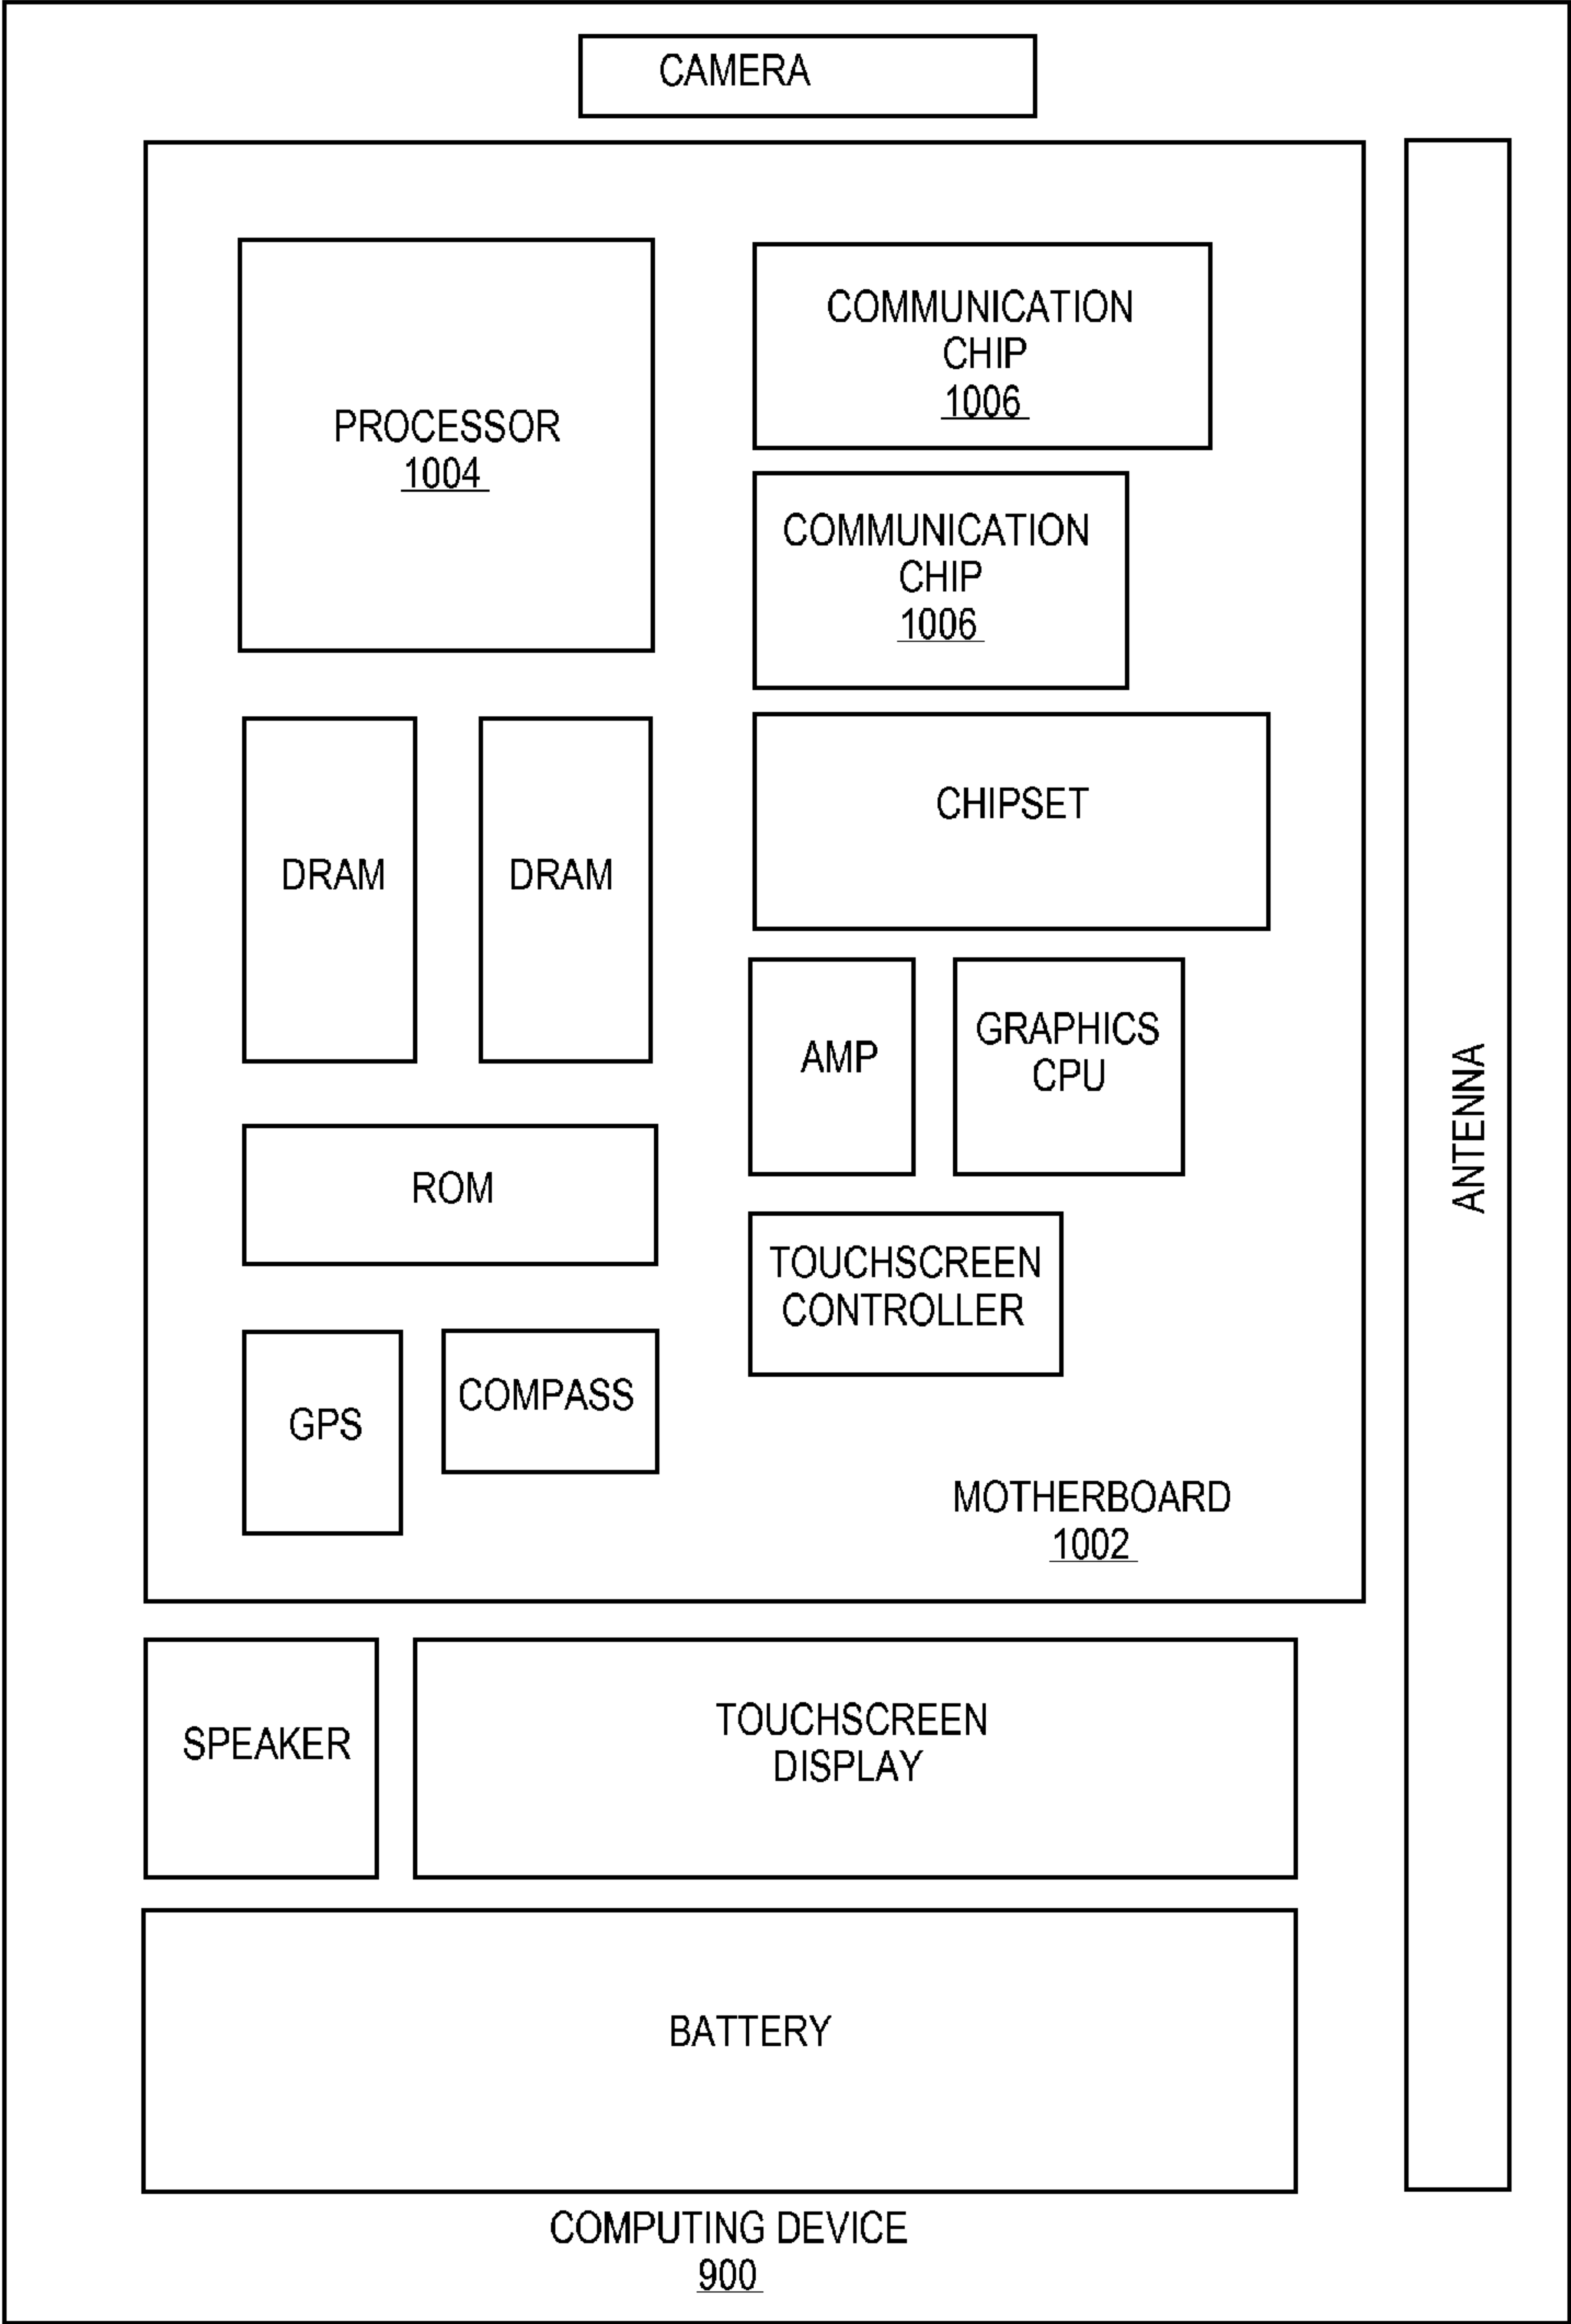 CAMERA
PROCESSOR
1004
COMMUNICATION
CHIP
1006
COMMUNICATION
CHIP
1006
DRAM
DRAM
CHIPSET
AMP
GRAPHICS
CPU
ROM
TOUCHSCREEN
CONTROLLER
GPS
COMPASS
MOTHERBOARD
1002
ANTENNA
SPEAKER
TOUCHSCREEN
DISPLAY
BATTERY
COMPUTING DEVICE
900